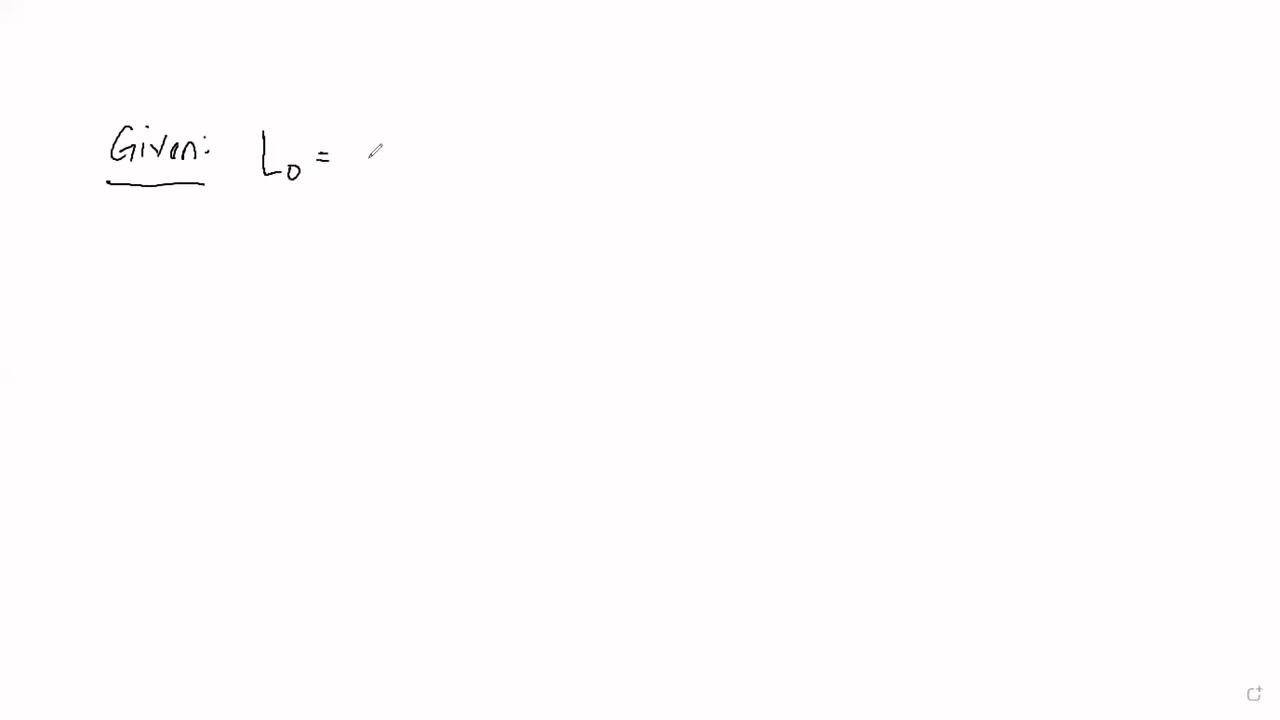 Given: L₀ =